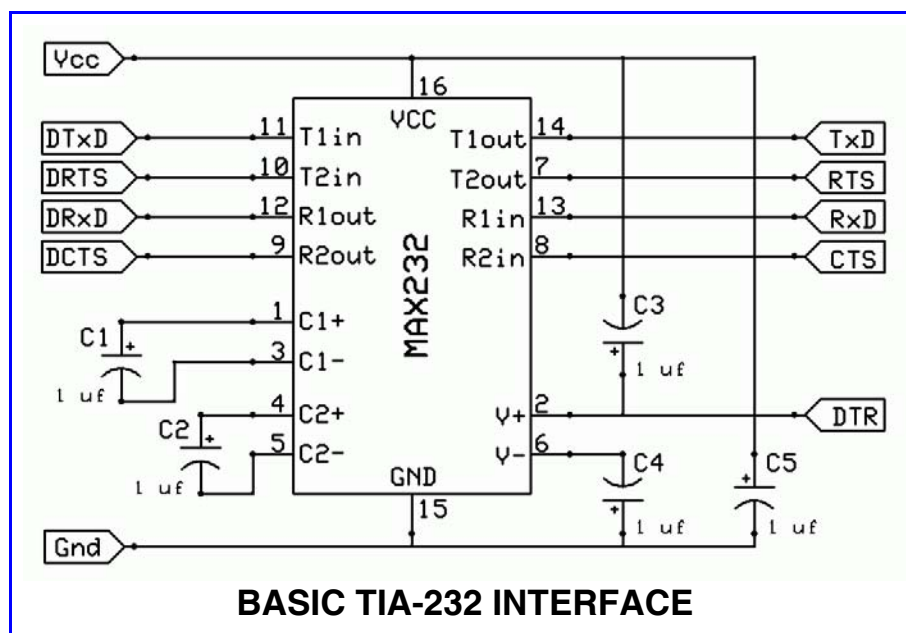 Vcc
16
VCC
DTxD 11 T1in T1out 14 TxD
DRTS 10 T2in T2out 7 RTS
DRxD 12 R1out R1in 13 RxD
DCTS 9 R2out R2in 8 CTS
MAX232
C1 1 C1+ C3
3 C1-
1 uf 1 uf
C2 4 C2+ V+ 2 DTR
5 C2- V- 6 C4 C5
1 uf GND 1 uf 1 uf
15
Gnd
BASIC TIA-232 INTERFACE